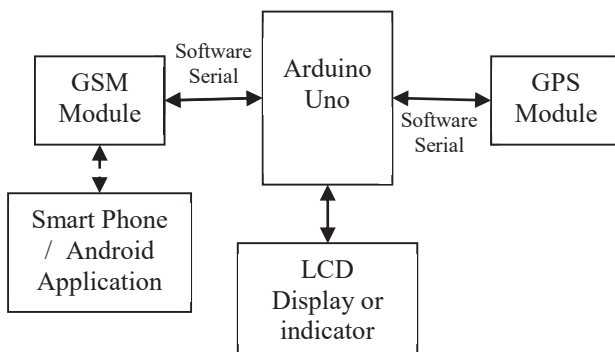 GSM
Module
Software
Serial
Arduino
Uno
Software
Serial
GPS
Module
Smart Phone
/ Android
Application
LCD
Display or
indicator